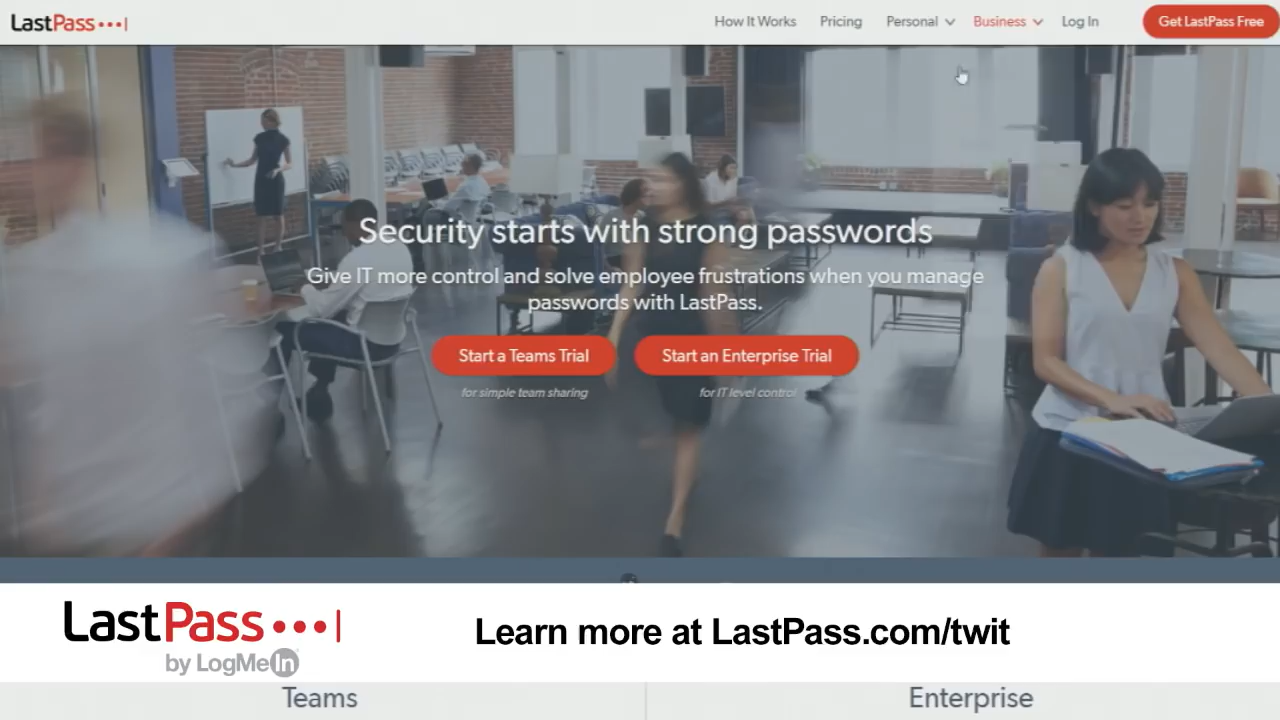 LastPass
How It Works
Pricing
Personal
Business
Log In
Get LastPass Free
Security starts with strong passwords
Give IT more control and solve employee frustrations when you manage
passwords with LastPass.
Start a Teams Trial
Start an Enterprise Trial
for simple team sharing
for IT level control
LastPass
by LogMeIn
Learn more at LastPass.com/twit
Teams
Enterprise